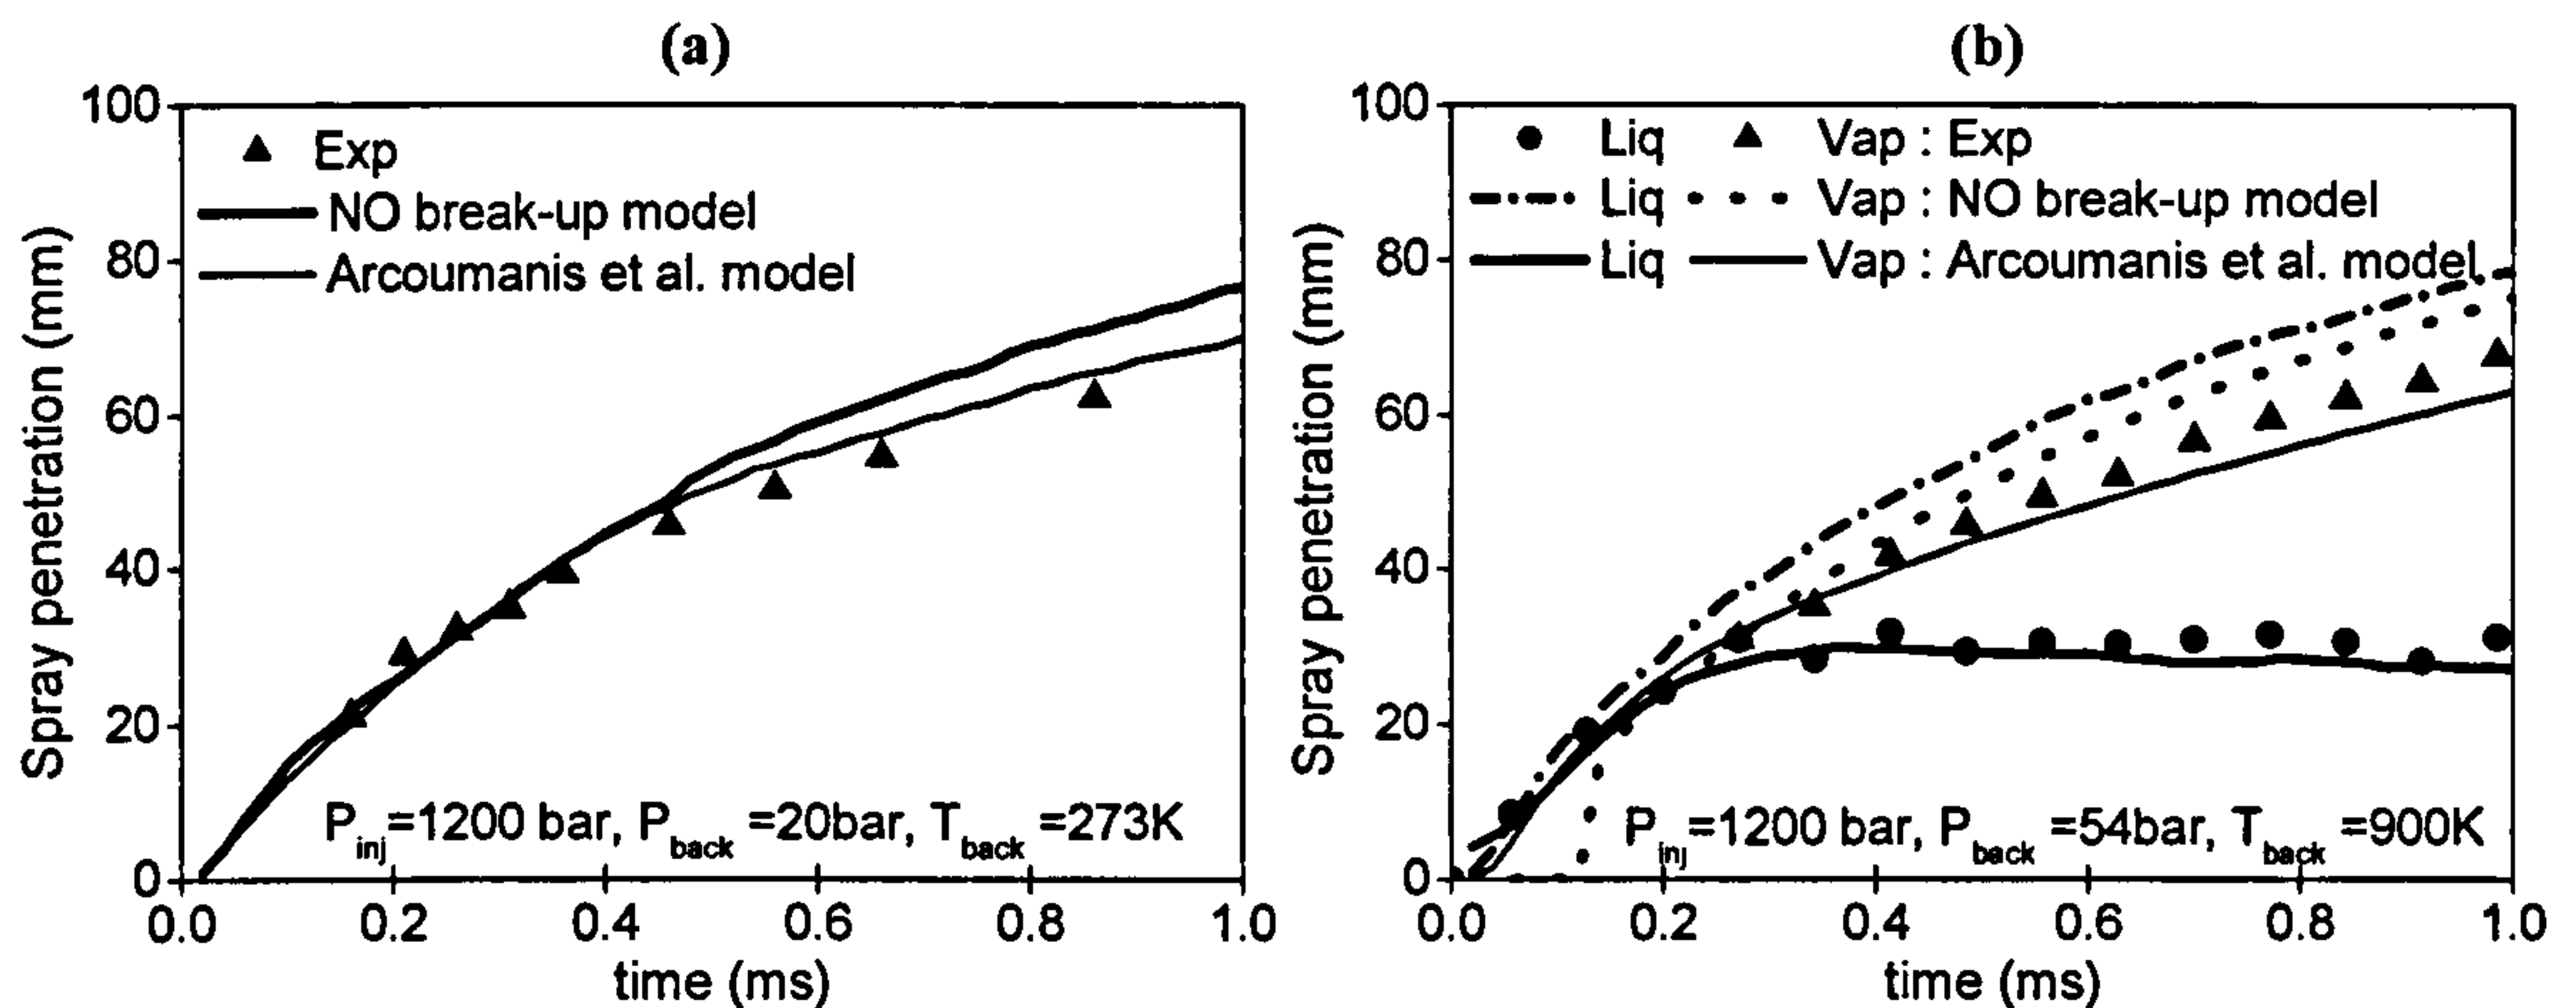 (a)
100
80
60
40
20
0
Spray penetration (mm)
Exp
NO break-up model
Arcoumanis et al. model
P_inj=1200 bar, P_back =20bar, T_back =273K
0.0 0.2 0.4 0.6 0.8 1.0
time (ms)
(b)
100
80
60
40
20
0
Spray penetration (mm)
Liq Vap : Exp
Liq Vap : NO break-up model
Liq Vap : Arcoumanis et al. model
P_inj=1200 bar, P_back =54bar, T_back =900K
0.0 0.2 0.4 0.6 0.8 1.0
time (ms)